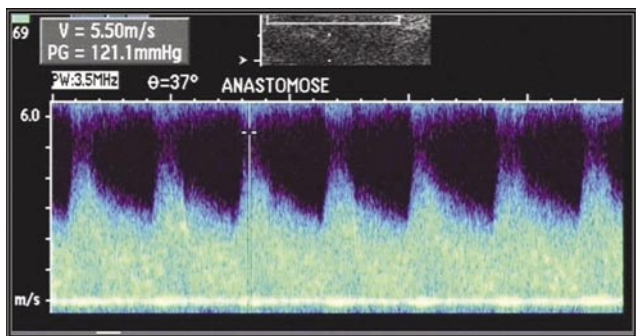 69
V = 5.50m/s
PG = 121.1mmHg
PW:3.5MHz θ=37° ANASTOMOSE
6.0
m/s